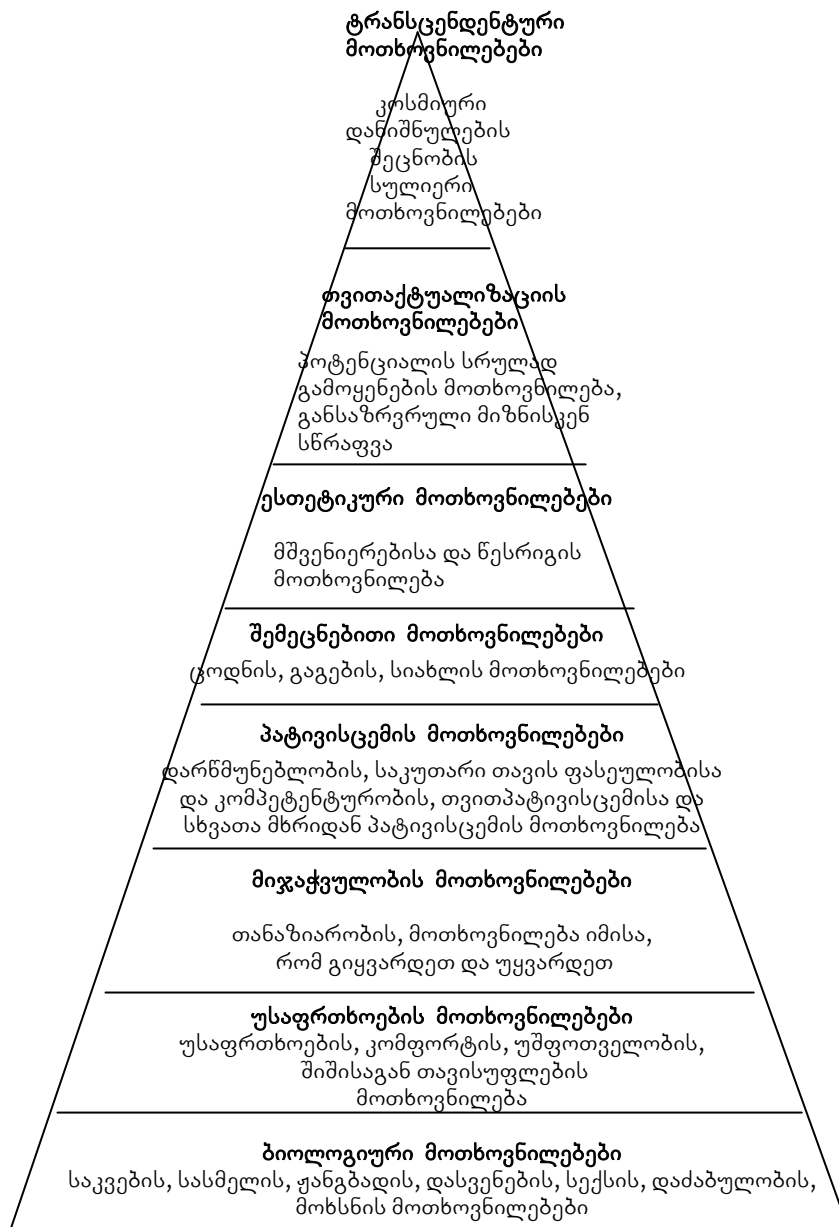 ტრანსცენდენტური
მოთხოვნილებები
კოსმიური
დანიშნულების
შეცნობის
სულიერი
მოთხოვნილებები
თვითაქტუალიზაციის
მოთხოვნილებები
პოტენციალის სრულად
გამოყენების მოთხოვნილება,
განსაზრვრული მიზნისკენ
სწრაფვა
ესთეტიკური მოთხოვნილებები
მშვენიერებისა და წესრიგის
მოთხოვნილება
შემეცნებითი მოთხოვნილებები
ცოდნის, გაგების, სიახლის მოთხოვნილებები
პატივისცემის მოთხოვნილებები
დარწმუნებლობის, საკუთარი თავის ფასეულობისა
და კომპეტენტურობის, თვითპატივისცემისა და
სხვათა მხრიდან პატივისცემის მოთხოვნილება
მიჯაჭვულობის მოთხოვნილებები
თანაზიარობის, მოთხოვნილება იმისა,
რომ გიყვარდეთ და უყვარდეთ
უსაფრთხოების მოთხოვნილებები
უსაფრთხოების, კომფორტის, უშფოთველობის,
შიშისაგან თავისუფლების
მოთხოვნილება
ბიოლოგიური მოთხოვნილებები
საკვების, სასმელის, ჟანგბადის, დასვენების, სექსის, დაძაბულობის,
მოხსნის მოთხოვნილებები